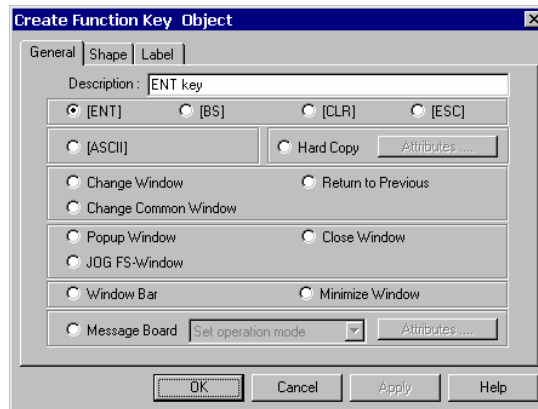 Create Function Key Object
General Shape Label
Description : ENT key
[ENT] [BS] [CLR] [ESC]
[ASCII] Hard Copy Attributes ....
Change Window Return to Previous
Change Common Window
Popup Window Close Window
JOG FS-Window
Window Bar Minimize Window
Message Board Set operation mode Attributes ....
OK Cancel Apply Help